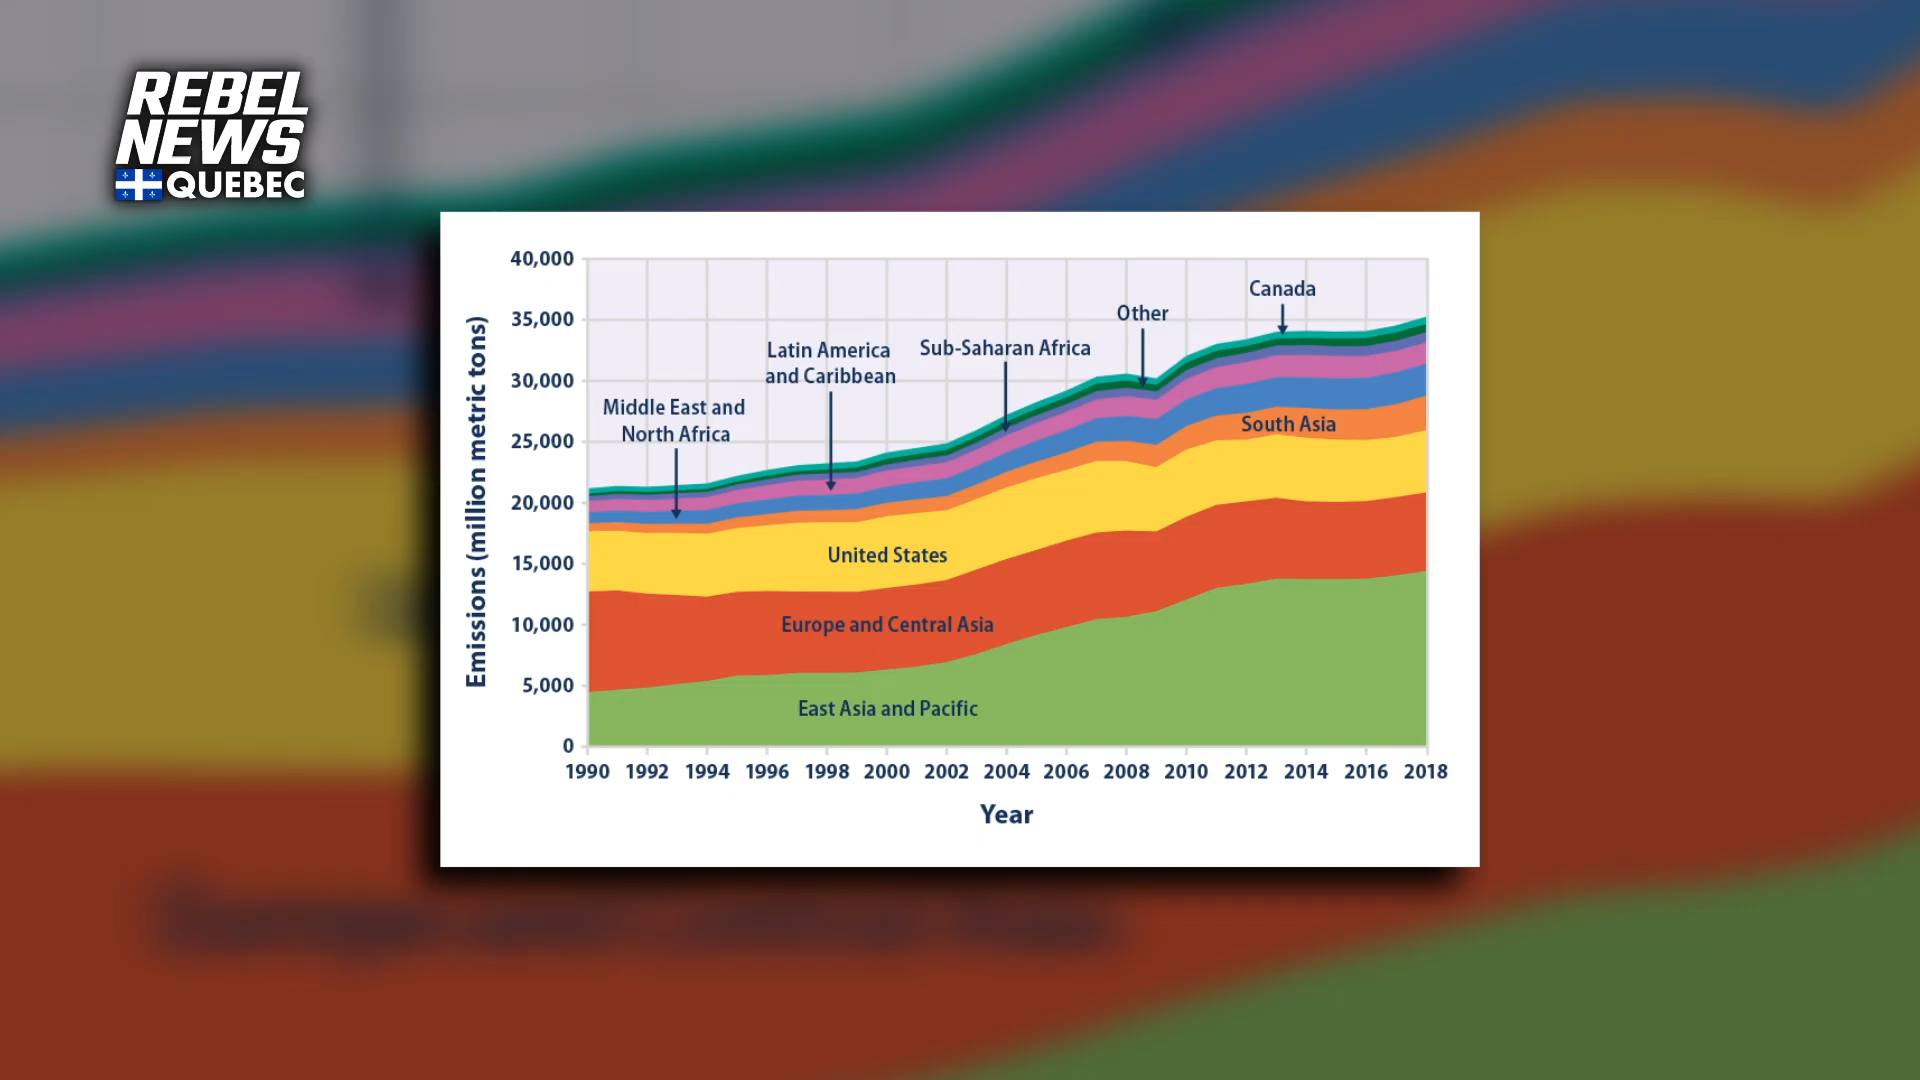 REBEL
NEWS
QUEBEC
40,000
35,000
30,000
25,000
20,000
15,000
10,000
5,000
0
Emissions (million metric tons)
Canada
Other
Latin America
and Caribbean
Sub-Saharan Africa
Middle East and
North Africa
South Asia
United States
Europe and Central Asia
East Asia and Pacific
1990 1992 1994 1996 1998 2000 2002 2004 2006 2008 2010 2012 2014 2016 2018
Year